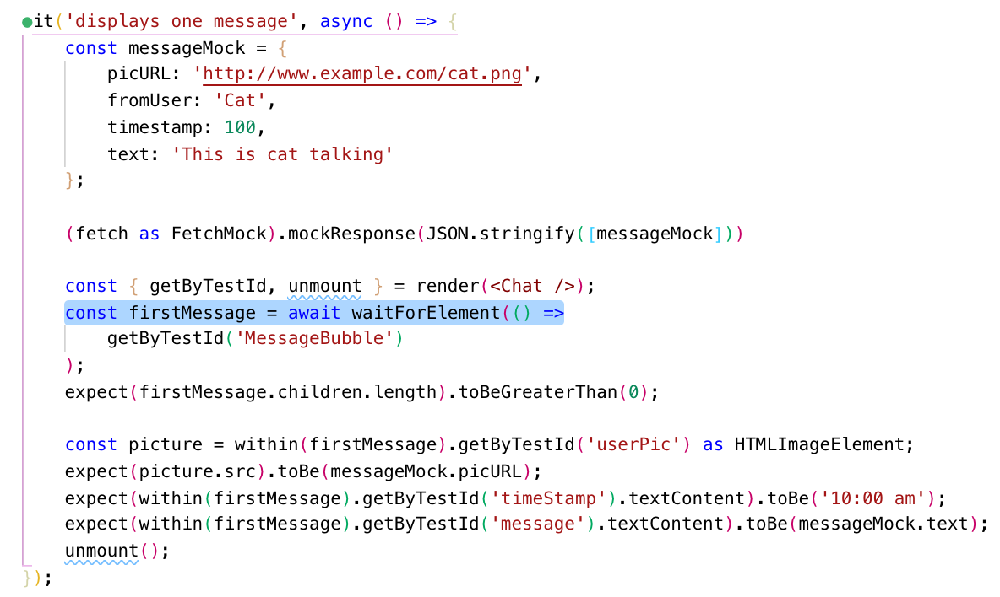 it('displays one message', async () => {
    const messageMock = {
        picURL: 'http://www.example.com/cat.png',
        fromUser: 'Cat',
        timestamp: 100,
        text: 'This is cat talking'
    };

    (fetch as FetchMock).mockResponse(JSON.stringify([messageMock]))

    const { getByTestId, unmount } = render(<Chat />);
    const firstMessage = await waitForElement(() =>
        getByTestId('MessageBubble')
    );
    expect(firstMessage.children.length).toBeGreaterThan(0);

    const picture = within(firstMessage).getByTestId('userPic') as HTMLImageElement;
    expect(picture.src).toBe(messageMock.picURL);
    expect(within(firstMessage).getByTestId('timeStamp').textContent).toBe('10:00 am');
    expect(within(firstMessage).getByTestId('message').textContent).toBe(messageMock.text);
    unmount();
});